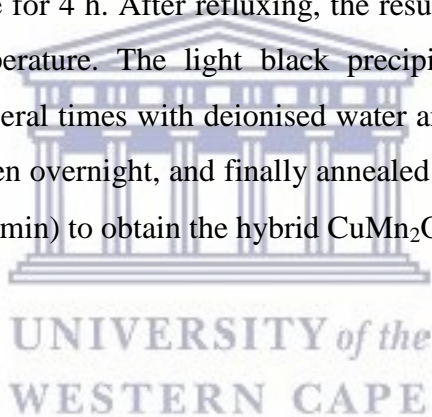 e for 4 h. After refluxing, the resu
perature. The light black precipi
eral times with deionised water a
en overnight, and finally annealed
min) to obtain the hybrid CuMn₂O
UNIVERSITY of the
WESTERN CAPE